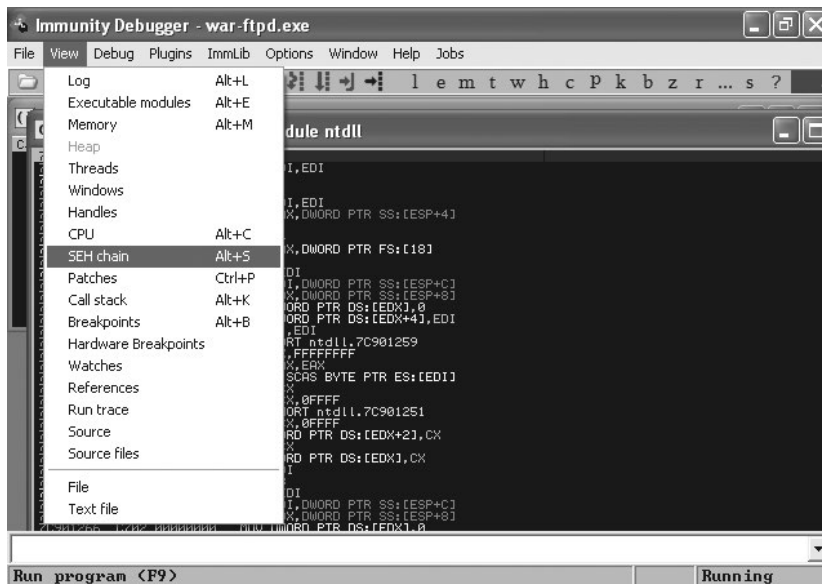 Immunity Debugger - war-ftpd.exe
File View Debug Plugins ImmLib Options Window Help Jobs
l e m t w h c P k b z r ... s ?
Log Alt+L
Executable modules Alt+E
Memory Alt+M
Heap
Threads
Windows
Handles
CPU Alt+C
SEH chain Alt+S
Patches Ctrl+P
Call stack Alt+K
Breakpoints Alt+B
Hardware Breakpoints
Watches
References
Run trace
Source
Source files
File
Text file
dule ntdll
I,EDI
I,EDI
X,DWORD PTR SS:[ESP+4]
X,DWORD PTR FS:[18]
DI
I,DWORD PTR SS:[ESP+C]
X,DWORD PTR SS:[ESP+8]
ORD PTR DS:[EDX],0
ORD PTR DS:[EDX+4],EDI
,EDI
RT ntdll.7C901259
,FFFFFFFF
X,EAX
SCAS BYTE PTR ES:[EDI]
X
X,0FFFF
ORT ntdll.7C901251
X,0FFFF
RD PTR DS:[EDX+2],CX
X
RD PTR DS:[EDX],CX
I
DI
I,DWORD PTR SS:[ESP+C]
X,DWORD PTR SS:[ESP+8]
MOV DWORD PTR DS:[EDX],0
Run program (F9) Running